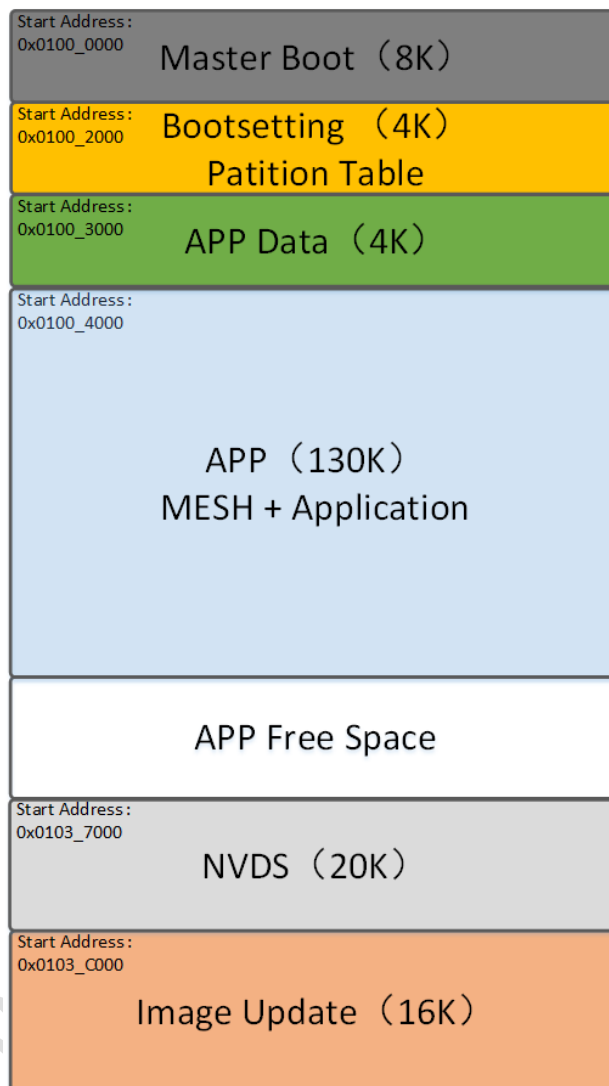 Start Address:
0x0100_0000
Master Boot（8K）
Start Address:
0x0100_2000
Bootsetting （4K）
Patition Table
Start Address:
0x0100_3000
APP Data（4K）
Start Address:
0x0100_4000
APP（130K）
MESH + Application
APP Free Space
Start Address:
0x0103_7000
NVDS（20K）
Start Address:
0x0103_C000
Image Update（16K）